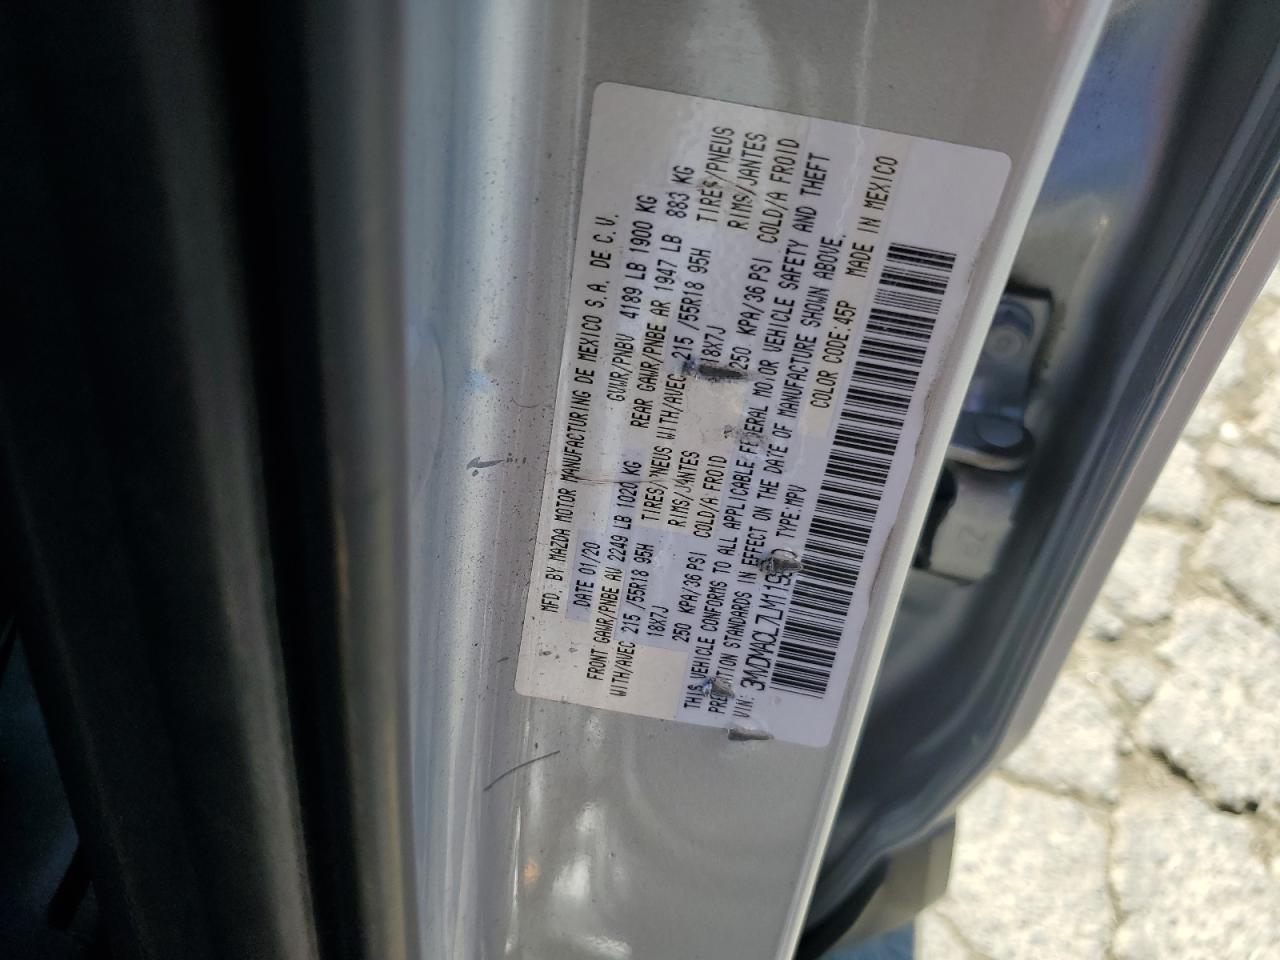 MFD. BY MAZDA MOTOR MANUFACTURING DE MEXICO S.A. DE C.V.
DATE 01/20 GVWR/PNBV 4189 LB 1900 KG
FRONT GAWR/PNBE AV 2249 LB 1020 KG REAR GAWR/PNBE AR 1947 LB 883 KG
WITH/AVEC 215 /55R18 95H TIRES/PNEUS WITH/AVEC 215 /55R18 95H TIRES/PNEUS
18X7J RIMS/JANTES 18X7J RIMS/JANTES
250 KPA/36 PSI COLD/A FROID 250 KPA/36 PSI COLD/A FROID
THIS VEHICLE CONFORMS TO ALL APPLICABLE FEDERAL MOTOR VEHICLE SAFETY AND THEFT
PREVENTION STANDARDS IN EFFECT ON THE DATE OF MANUFACTURE SHOWN ABOVE.
VIN: TYPE:MPV COLOR CODE:45P MADE IN MEXICO